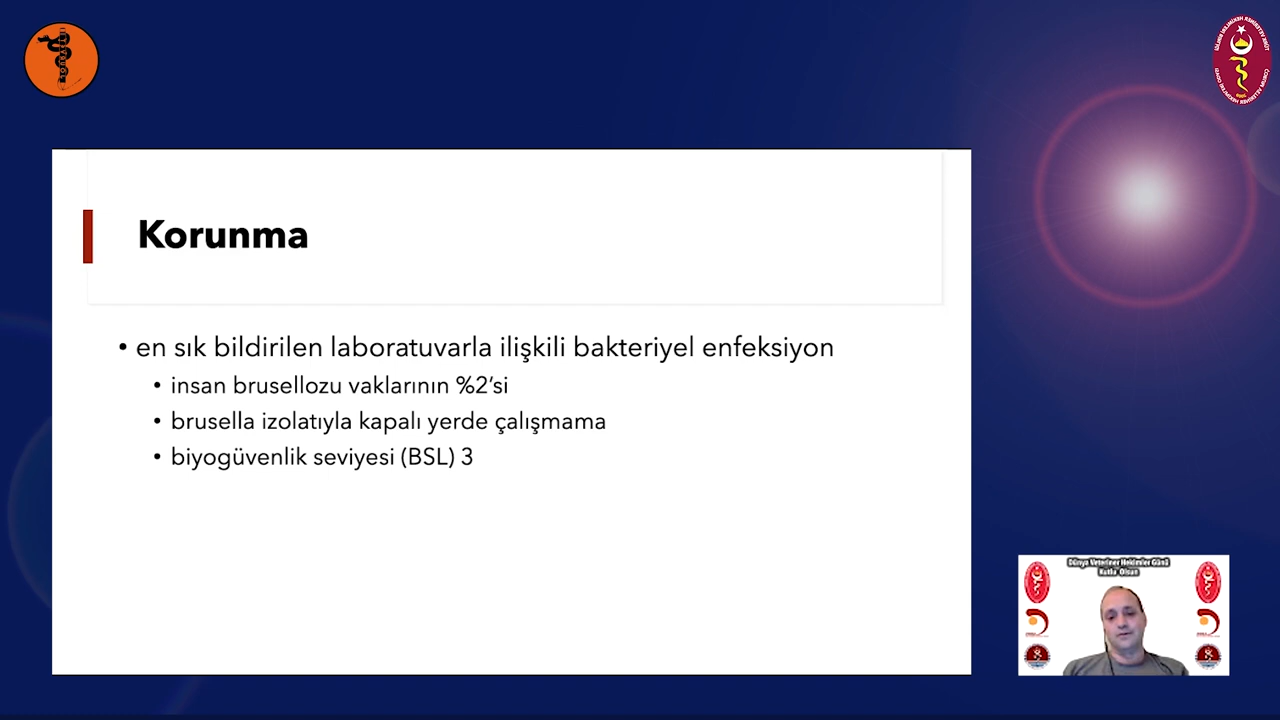 Korunma
• en sık bildirilen laboratuvarla ilişkili bakteriyel enfeksiyon
• insan brusellozu vaklarının %2'si
• brusella izolatıyla kapalı yerde çalışmama
• biyogüvenlik seviyesi (BSL) 3
Dünya Veteriner Hekimler Günü
Kutlu Olsun